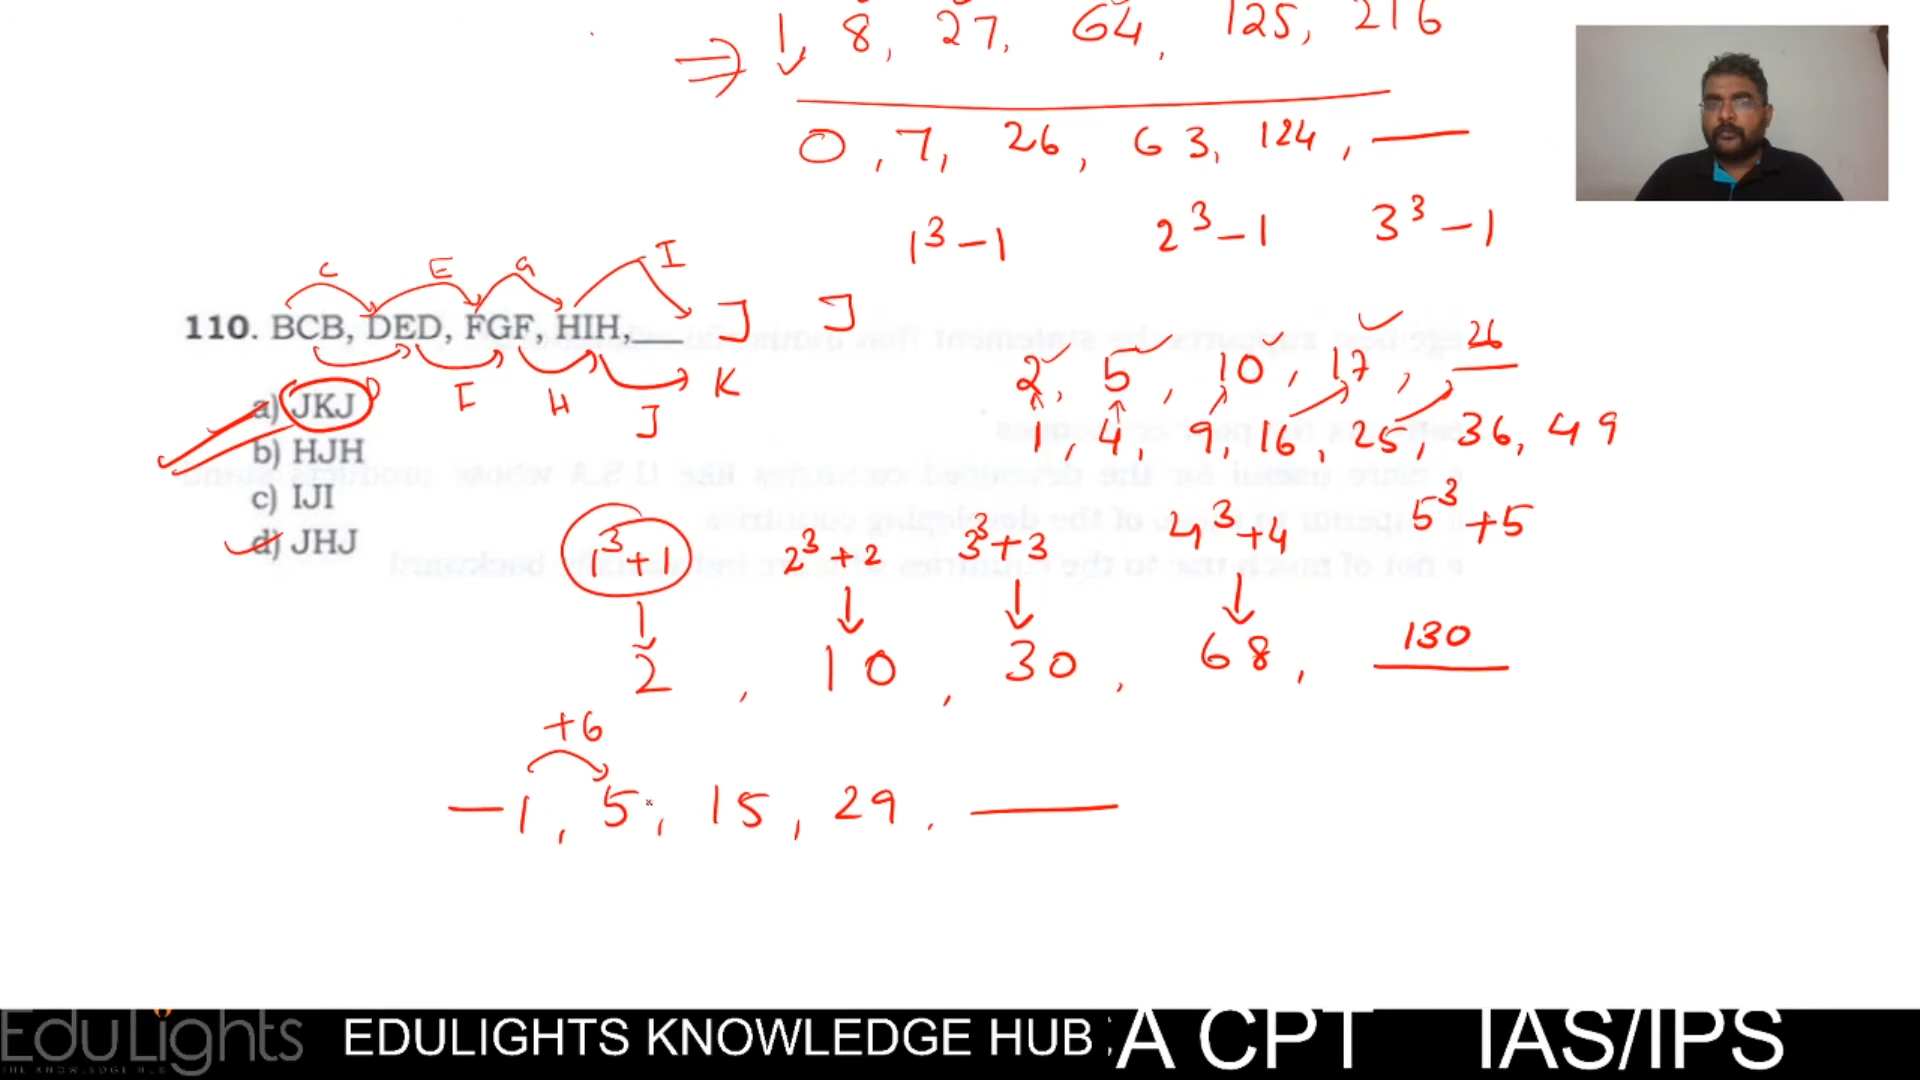 1, 8, 27, 64, 125, 216
0, 7, 26, 63, 124, —
1³-1 2³-1 3³-1
C E G I
110. BCB, DED, FGF, HIH,___ J J
D F H J K
a) JKJ
b) HJH
c) IJI
d) JHJ
2, 5, 10, 17, 26
1, 4, 9, 16, 25, 36, 49
1³+1 2³+2 3³+3 4³+4 5³+5
2, 10, 30, 68, 130
+6
-1, 5, 15, 29, —
EduLights
EDULIGHTS KNOWLEDGE HUB
A CPT IAS/IPS